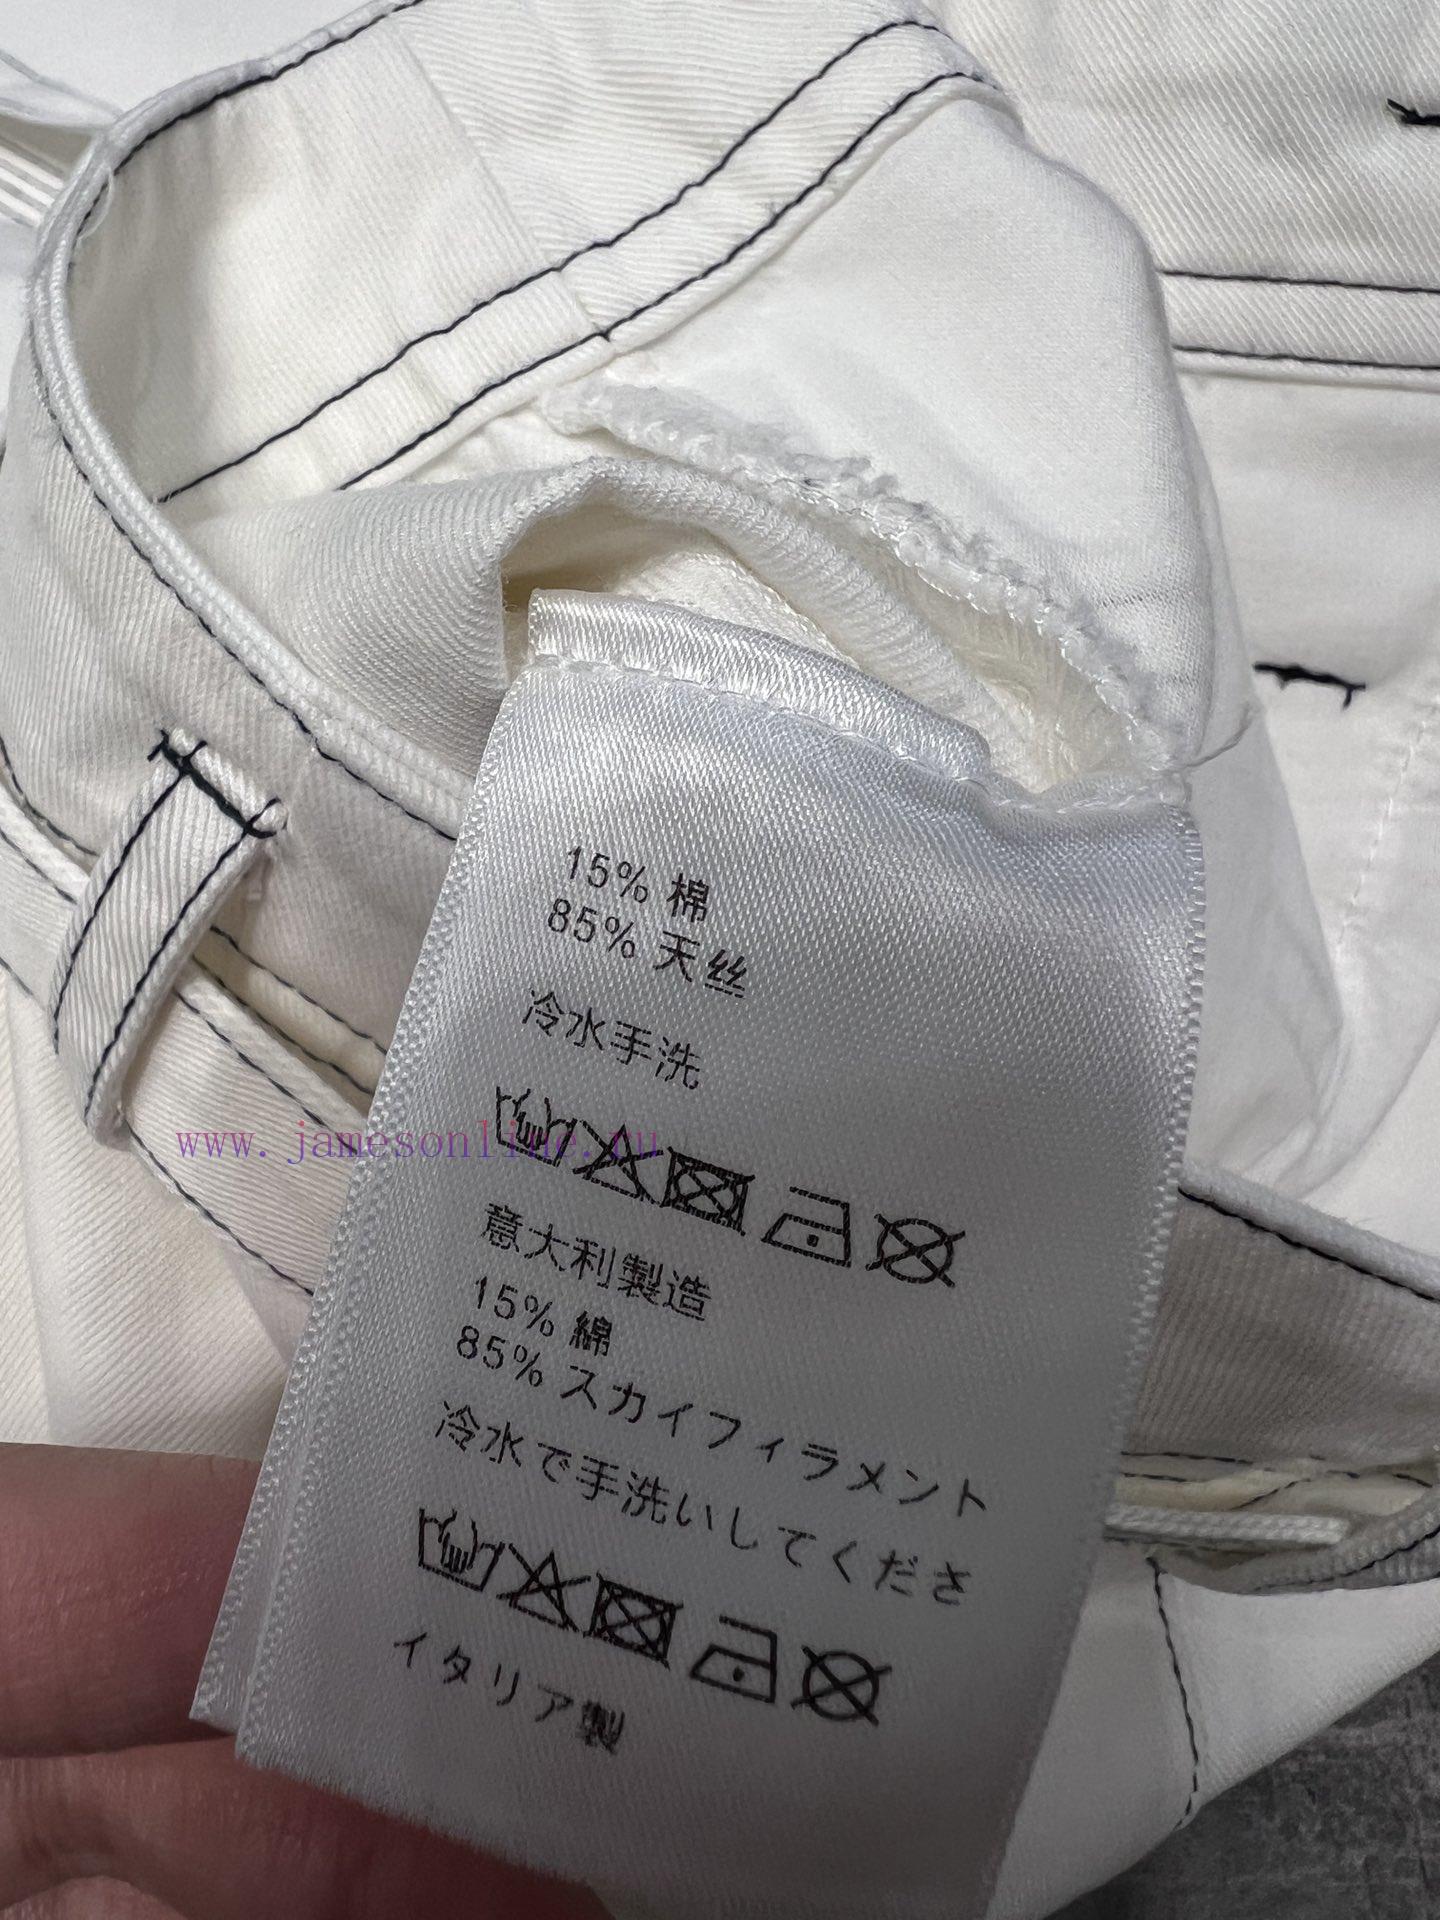 15% 棉
85% 天丝
冷水手洗
www.jamesonline.ru
意大利製造
15% 綿
85% スカイフィラメント
冷水で手洗いしてくださ
イタリア製